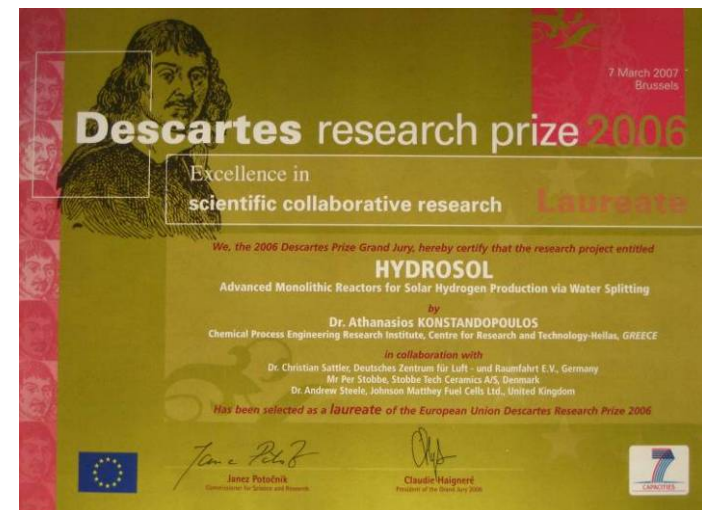 7 March 2007
Brussels
Descartes research prize 2006
Excellence in
scientific collaborative research
Laureate
We, the 2006 Descartes Prize Grand Jury, hereby certify that the research project entitled
HYDROSOL
Advanced Monolithic Reactors for Solar Hydrogen Production via Water Splitting
by
Dr. Athanasios KONSTANDOPOULOS
Chemical Process Engineering Research Institute, Centre for Research and Technology-Hellas, GREECE
in collaboration with
Dr. Christian Sattler, Deutsches Zentrum für Luft - und Raumfahrt E.V., Germany
Mr Per Stobbe, Stobbe Tech Ceramics A/S, Denmark
Dr. Andrew Steele, Johnson Matthey Fuel Cells Ltd., United Kingdom
Has been selected as a laureate of the European Union Descartes Research Prize 2006
Janez Potočnik
Commissioner for Science and Research
Claudie Haigneré
President of the Grand Jury 2006
7
CAPACITIES